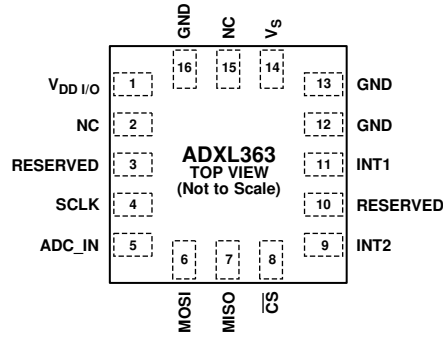 GND
NC
VS
16
15
14
VDD I/O
1
13
GND
NC
2
12
GND
RESERVED
3
11
INT1
SCLK
4
10
RESERVED
ADC_IN
5
9
INT2
ADXL363
TOP VIEW
(Not to Scale)
6
7
8
MOSI
MISO
CS